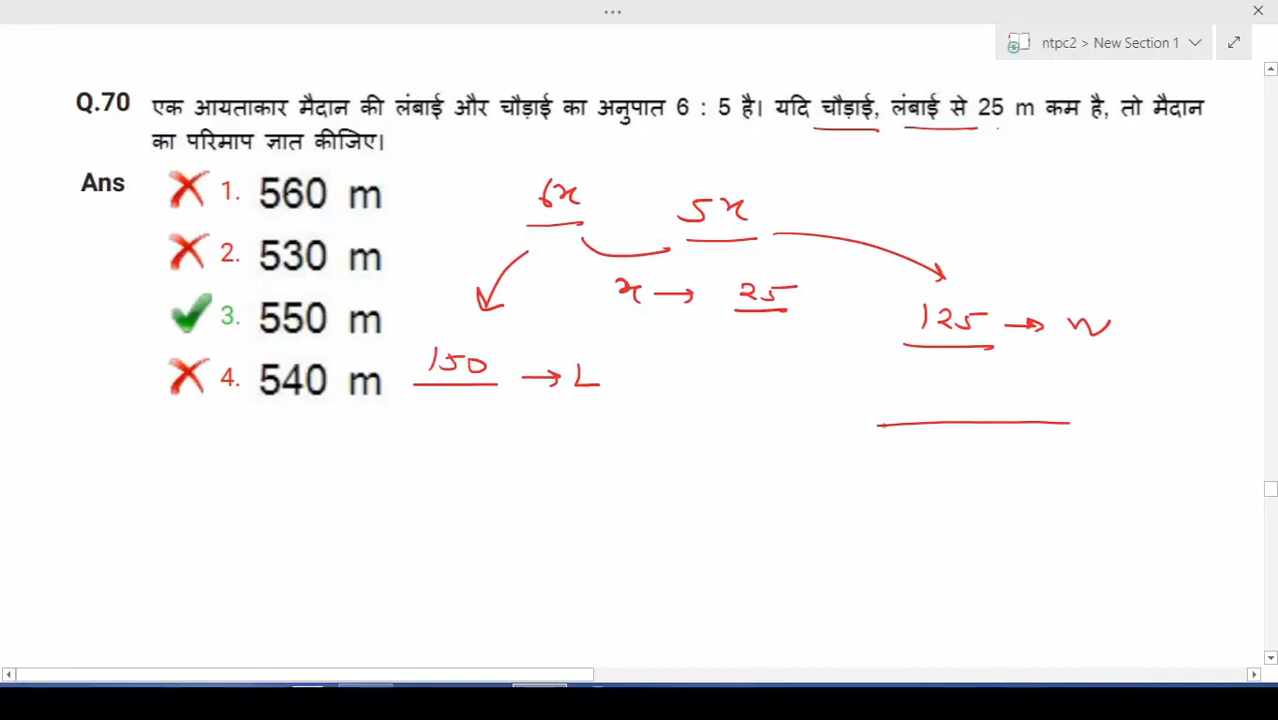 ntpc2 > New Section 1
Q.70 एक आयताकार मैदान की लंबाई और चौड़ाई का अनुपात 6 : 5 है। यदि चौड़ाई, लंबाई से 25 m कम है, तो मैदान
का परिमाप ज्ञात कीजिए।
Ans
1. 560 m
2. 530 m
3. 550 m
4. 540 m
6x 5x
x → 25
125 → W
150 → L